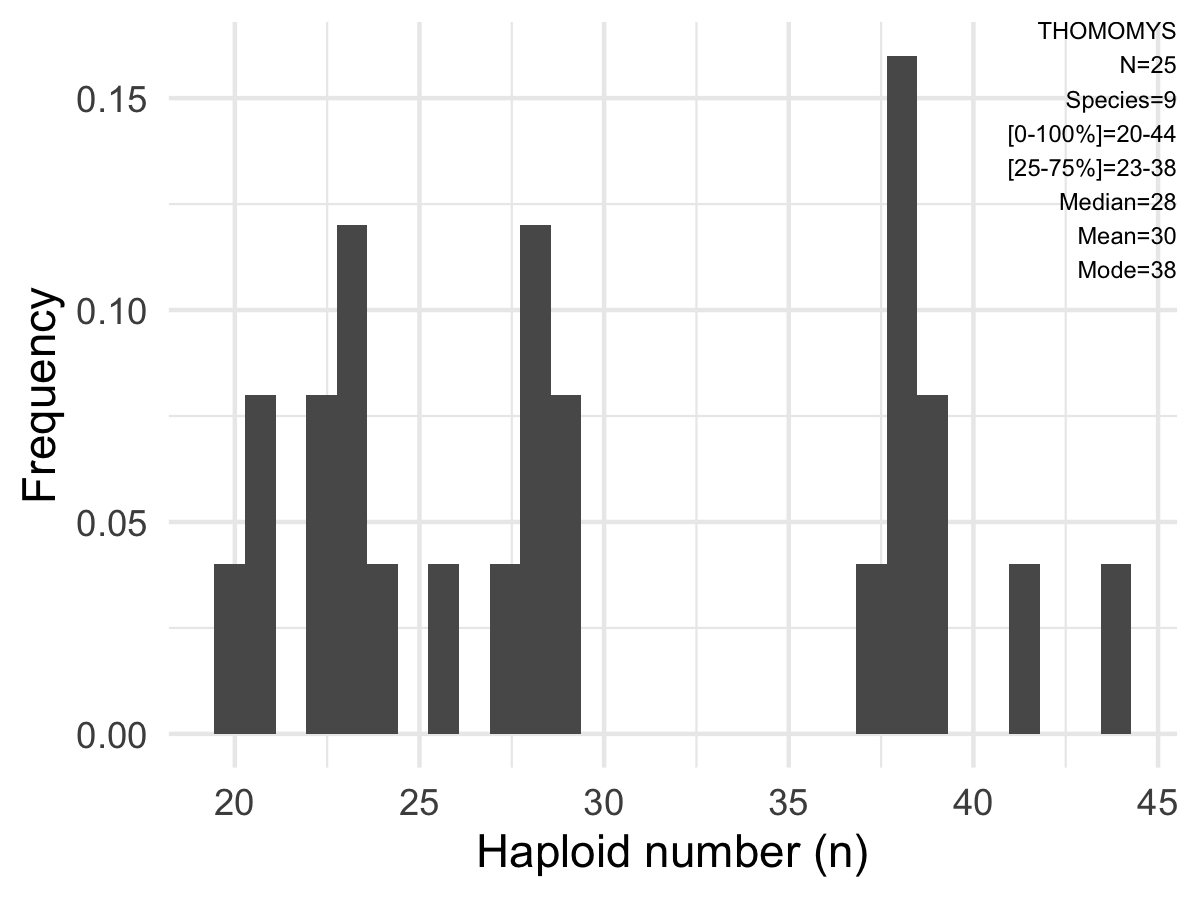 THOMOMYS
N=25
Species=9
[0-100%]=20-44
[25-75%]=23-38
Median=28
Mean=30
Mode=38
Frequency
0.15
0.10
0.05
0.00
20 25 30 35 40 45
Haploid number (n)